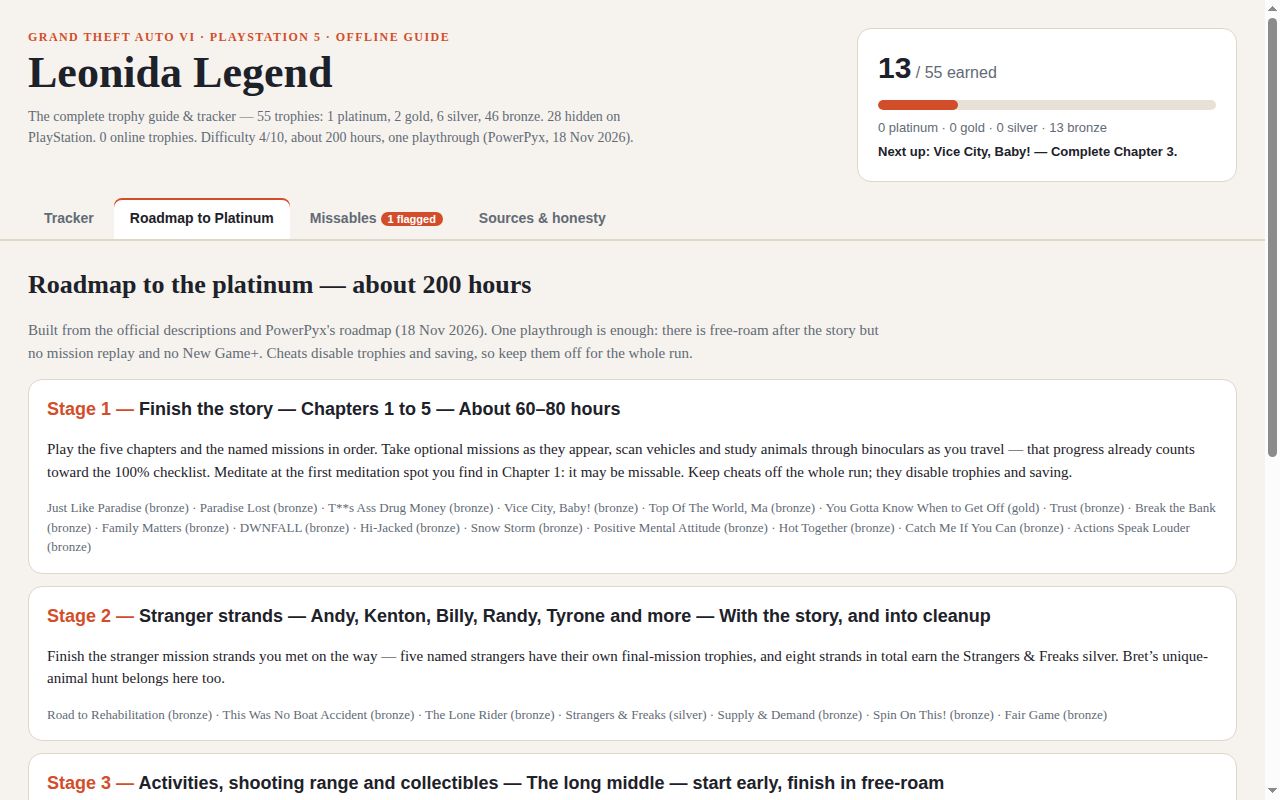 GRAND THEFT AUTO VI · PLAYSTATION 5 · OFFLINE GUIDE
Leonida Legend
The complete trophy guide & tracker — 55 trophies: 1 platinum, 2 gold, 6 silver, 46 bronze. 28 hidden on
PlayStation. 0 online trophies. Difficulty 4/10, about 200 hours, one playthrough (PowerPyx, 18 Nov 2026).
13 / 55 earned
0 platinum · 0 gold · 0 silver · 13 bronze
Next up: Vice City, Baby! — Complete Chapter 3.
Tracker
Roadmap to Platinum
Missables 1 flagged
Sources & honesty
Roadmap to the platinum — about 200 hours
Built from the official descriptions and PowerPyx's roadmap (18 Nov 2026). One playthrough is enough: there is free-roam after the story but
no mission replay and no New Game+. Cheats disable trophies and saving, so keep them off for the whole run.
Stage 1 — Finish the story — Chapters 1 to 5 — About 60–80 hours
Play the five chapters and the named missions in order. Take optional missions as they appear, scan vehicles and study animals through binoculars as you travel — that progress already counts
toward the 100% checklist. Meditate at the first meditation spot you find in Chapter 1: it may be missable. Keep cheats off the whole run; they disable trophies and saving.
Just Like Paradise (bronze) · Paradise Lost (bronze) · T**s Ass Drug Money (bronze) · Vice City, Baby! (bronze) · Top Of The World, Ma (bronze) · You Gotta Know When to Get Off (gold) · Trust (bronze) · Break the Bank
(bronze) · Family Matters (bronze) · DWNFALL (bronze) · Hi-Jacked (bronze) · Snow Storm (bronze) · Positive Mental Attitude (bronze) · Hot Together (bronze) · Catch Me If You Can (bronze) · Actions Speak Louder
(bronze)
Stage 2 — Stranger strands — Andy, Kenton, Billy, Randy, Tyrone and more — With the story, and into cleanup
Finish the stranger mission strands you met on the way — five named strangers have their own final-mission trophies, and eight strands in total earn the Strangers & Freaks silver. Bret’s unique-
animal hunt belongs here too.
Road to Rehabilitation (bronze) · This Was No Boat Accident (bronze) · The Lone Rider (bronze) · Strangers & Freaks (silver) · Supply & Demand (bronze) · Spin On This! (bronze) · Fair Game (bronze)
Stage 3 — Activities, shooting range and collectibles — The long middle — start early, finish in free-roam